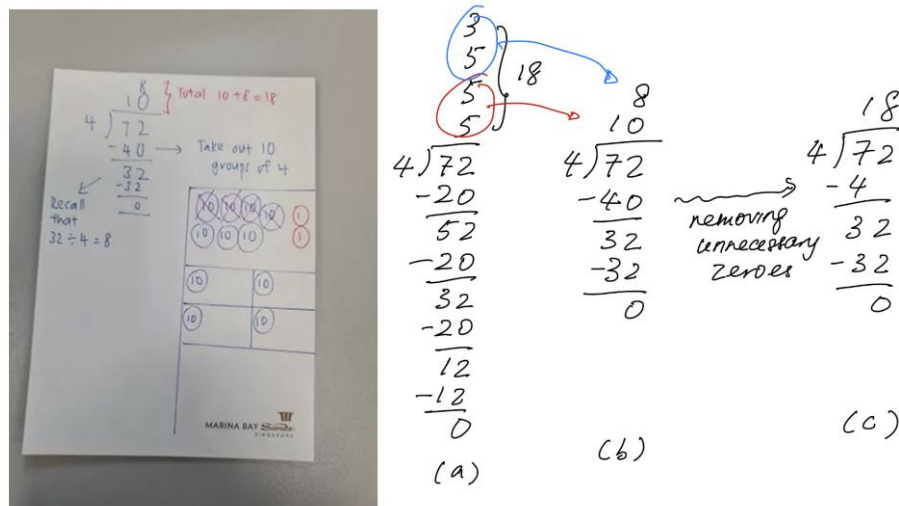 8
10
} Total 10 + 8 = 18
4 ) 72
- 40 → Take out 10
groups of 4
32
- 32
0
Recall
that
32 ÷ 4 = 8
10 10 10 10 1
10 10 10 1
10 10
10 10
MARINA BAY Sands
SINGAPORE
3
5
5
5
18
4 ) 72
- 20
52
- 20
32
- 20
12
- 12
0
(a)
8
10
4 ) 72
- 40
32
- 32
0
(b)
removing
unnecessary
zeroes
18
4 ) 72
- 4
32
- 32
0
(c)